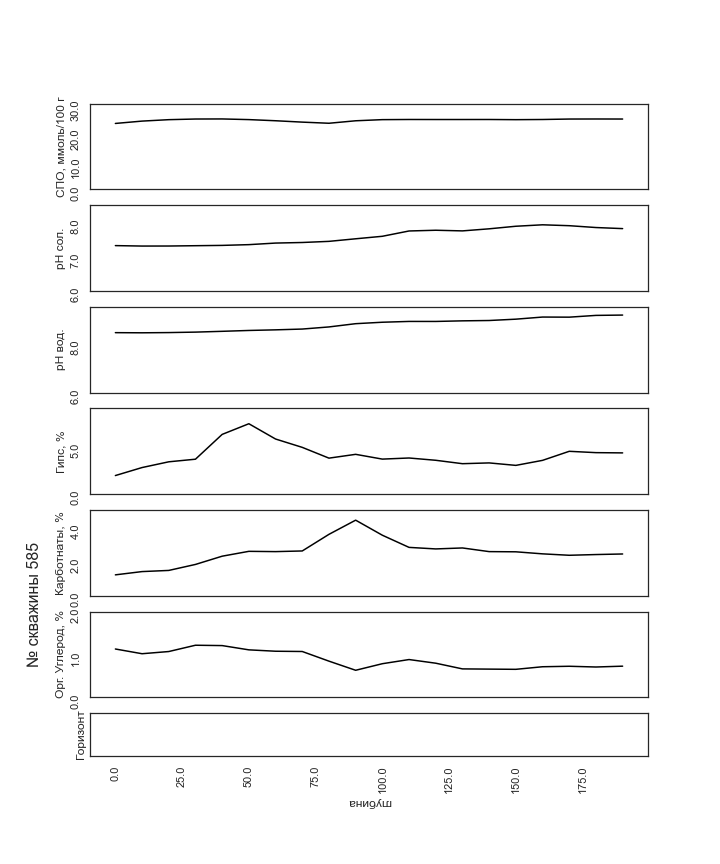 № скважины 585
СПО, ммоль/100 г
0.0 10.0 20.0 30.0
pH сол.
6.0 7.0 8.0
pH вод.
6.0 8.0
Гипс, %
0.0 5.0
Карботнаты, %
0.0 2.0 4.0
Орг. Углерод, %
0.0 1.0 2.0
Горизонт
0.0 25.0 50.0 75.0 100.0 125.0 150.0 175.0
глубина